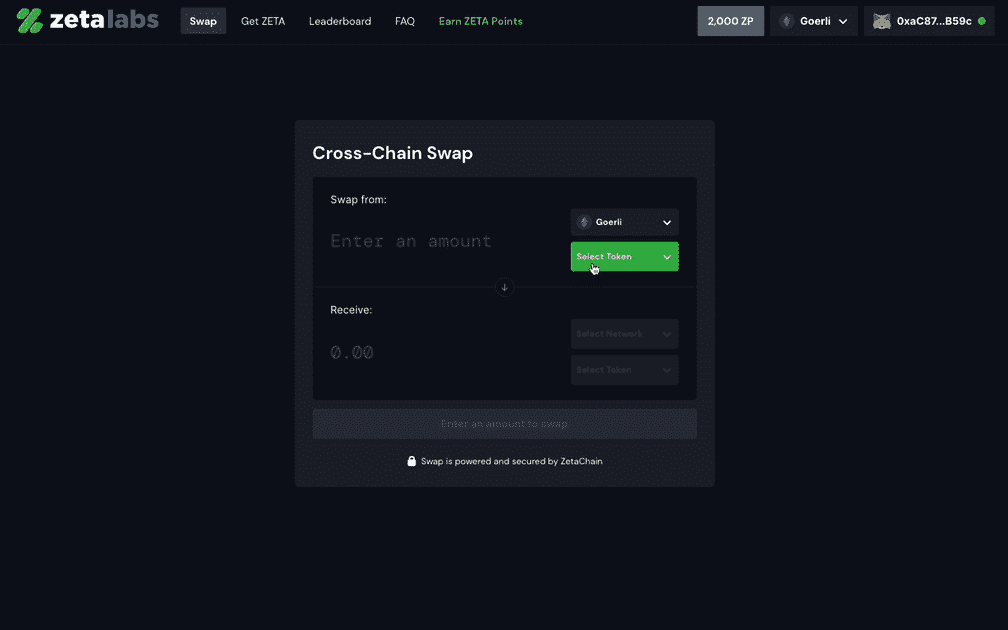 zetalabs Swap Get ZETA Leaderboard FAQ Earn ZETA Points 2,000 ZP Goerli 0xaC87...B59c
Cross-Chain Swap
Swap from:
Goerli
Enter an amount
Select Token
Receive:
Select Network
0.00
Select Token
Enter an amount to swap
Swap is powered and secured by ZetaChain